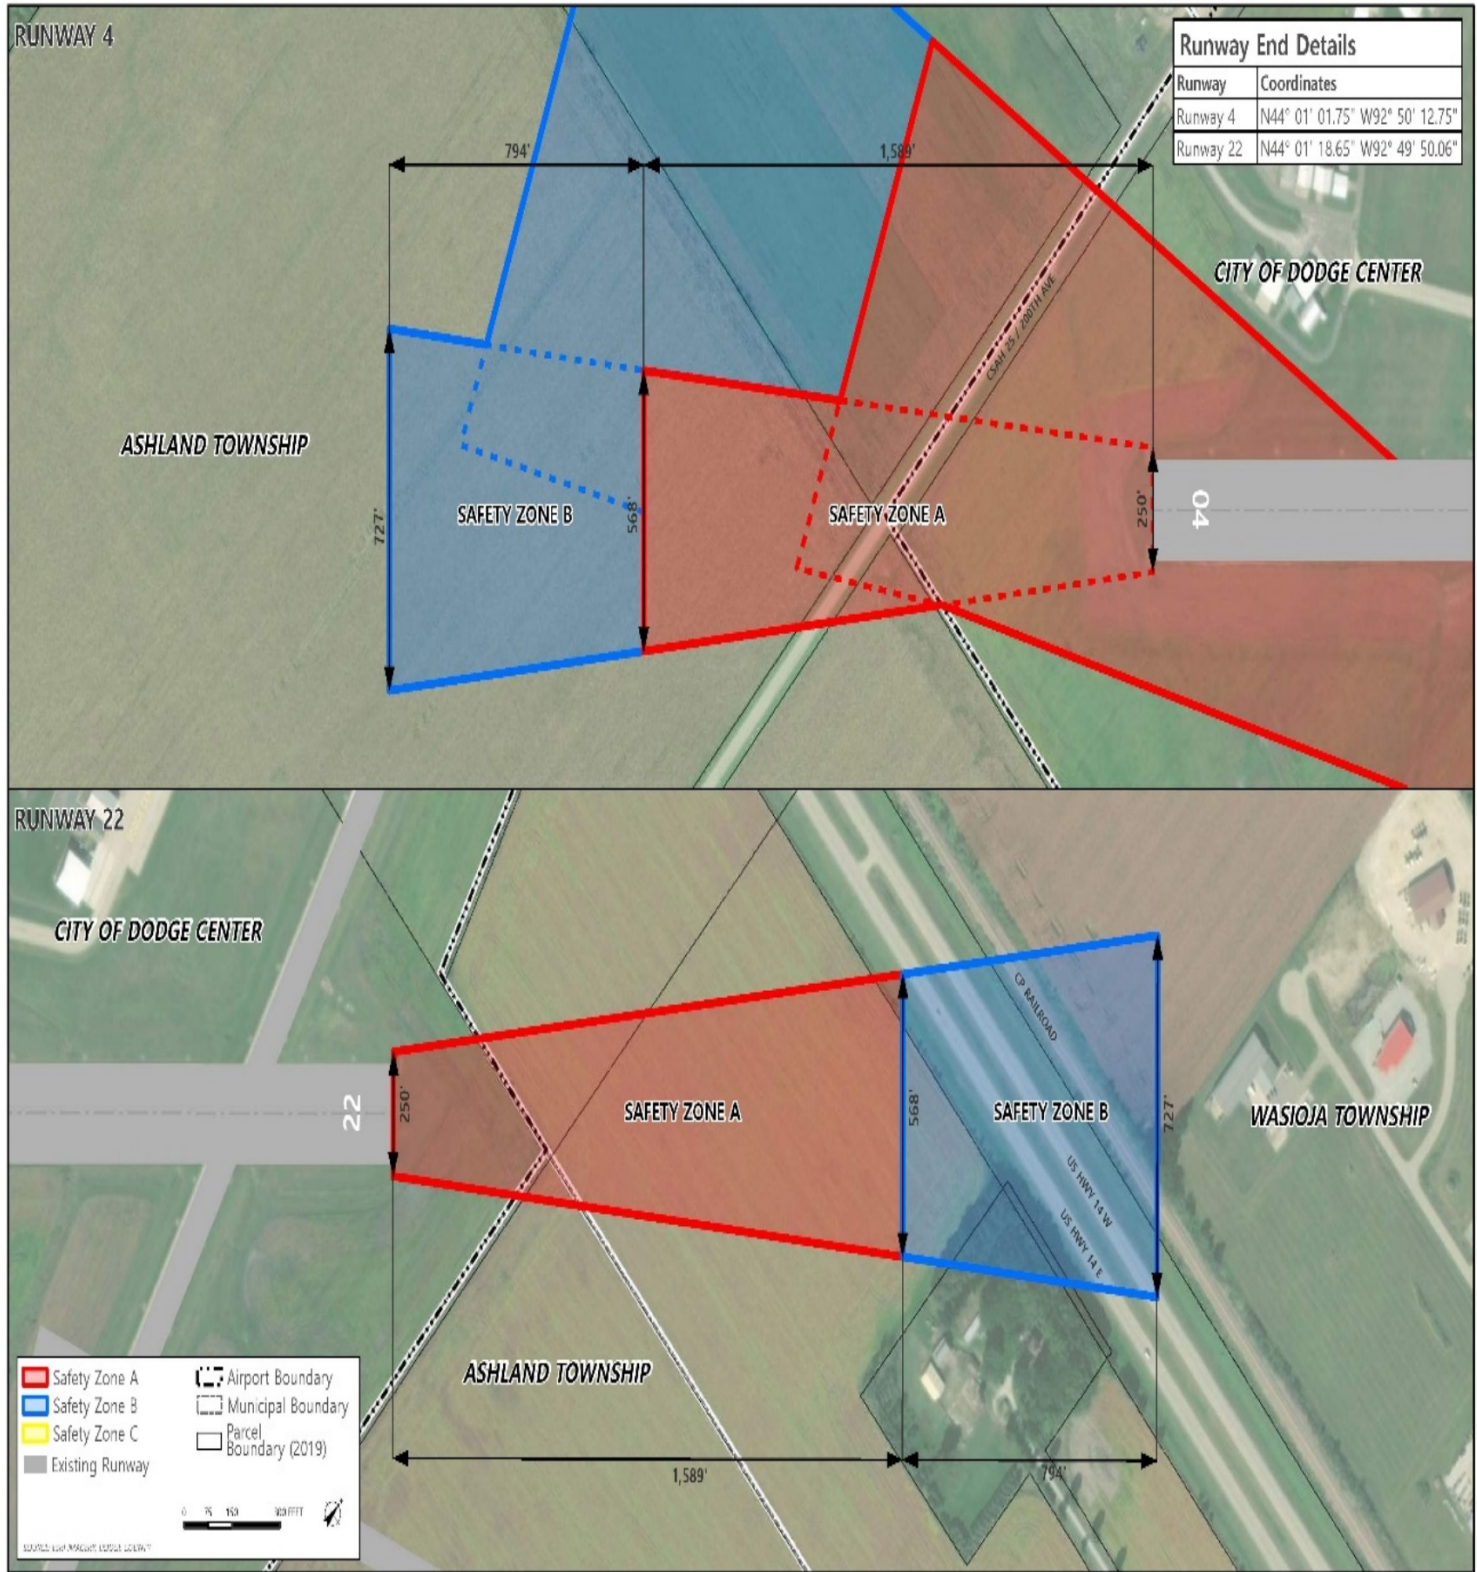 RUNWAY 4
Runway End Details
Runway Coordinates
Runway 4 N44° 01' 01.75" W92° 50' 12.75"
Runway 22 N44° 01' 18.65" W92° 49' 50.06"
794'
1,589'
CITY OF DODGE CENTER
CSAH 25 / 200TH AVE
ASHLAND TOWNSHIP
727'
SAFETY ZONE B
568'
SAFETY ZONE A
250'
04
RUNWAY 22
CITY OF DODGE CENTER
CP RAILROAD
22
250'
SAFETY ZONE A
568'
SAFETY ZONE B
727'
WASIOJA TOWNSHIP
US HWY 14 W
US HWY 14 E
ASHLAND TOWNSHIP
1,589'
794'
Safety Zone A
Safety Zone B
Safety Zone C
Existing Runway
Airport Boundary
Municipal Boundary
Parcel
Boundary (2019)
0 75 150 300 FEET